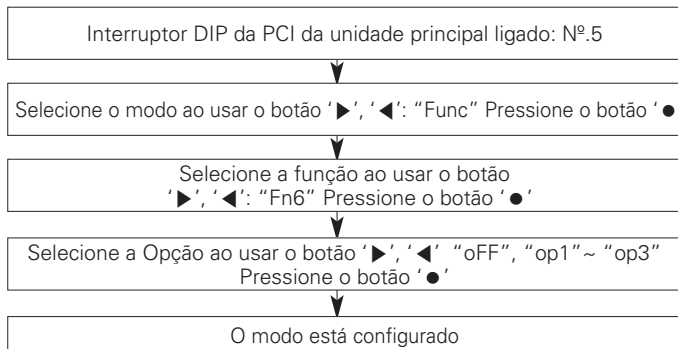 Interruptor DIP da PCI da unidade principal ligado: Nº.5
Selecione o modo ao usar o botão ‘▶’, ‘◀’: “Func” Pressione o botão ‘●
Selecione a função ao usar o botão
‘▶’, ‘◀’: “Fn6” Pressione o botão ‘●’
Selecione a Opção ao usar o botão ‘▶’, ‘◀’ “oFF”, “op1”~ “op3”
Pressione o botão ‘●’
O modo está configurado